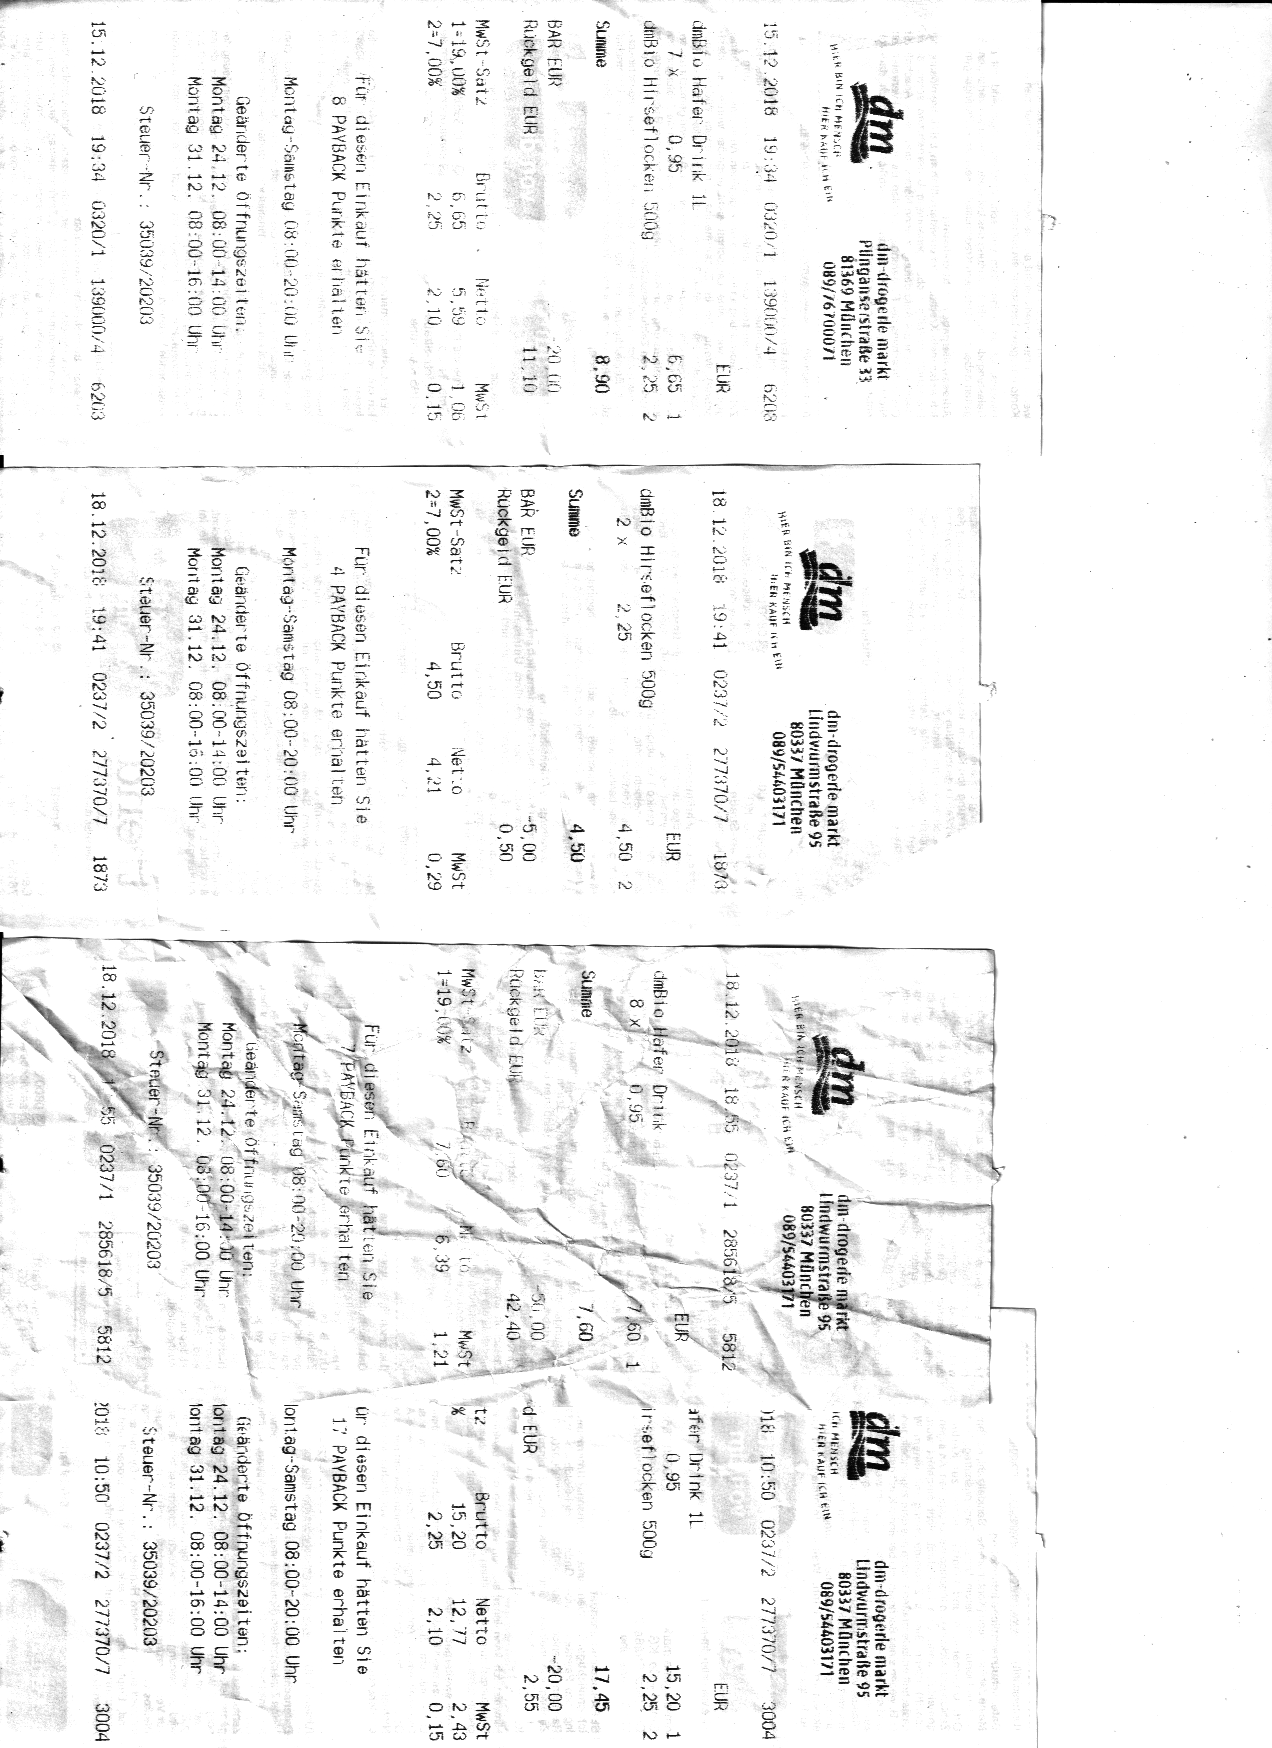 dm
HIER BIN ICH MENSCH
HIER KAUF ICH EIN
dm-drogerie markt
Plinganserstraße 33
81369 München
089/76700071
15.12.2018 19:34 0320/1 139000/4 6203
EUR
dmBio Hafer Drink 1L
7 x 0,95 6,65 1
dmBio Hirseflocken 500g 2,25 2
Summe 8,90
BAR EUR -20,00
Rückgeld EUR 11,10
MwSt-Satz Brutto Netto MwSt
1=19,00% 6,65 5,59 1,06
2=7,00% 2,25 2,10 0,15
Für diesen Einkauf hätten Sie
8 PAYBACK Punkte erhalten
Montag-Samstag 08:00-20:00 Uhr
Geänderte Öffnungszeiten:
Montag 24.12. 08:00-14:00 Uhr
Montag 31.12. 08:00-16:00 Uhr
Steuer-Nr.: 35039/20203
15.12.2018 19:34 0320/1 139000/4 6203
dm
HIER BIN ICH MENSCH
HIER KAUF ICH EIN
dm-drogerie markt
Lindwurmstraße 95
80337 München
089/54403171
18.12.2018 19:41 0237/2 277370/7 1873
EUR
dmBio Hirseflocken 500g
2 x 2,25 4,50 2
Summe 4,50
BAR EUR -5,00
Rückgeld EUR 0,50
MwSt-Satz Brutto Netto MwSt
2=7,00% 4,50 4,21 0,29
Für diesen Einkauf hätten Sie
4 PAYBACK Punkte erhalten
Montag-Samstag 08:00-20:00 Uhr
Geänderte Öffnungszeiten:
Montag 24.12. 08:00-14:00 Uhr
Montag 31.12. 08:00-16:00 Uhr
Steuer-Nr.: 35039/20203
18.12.2018 19:41 0237/2 277370/7 1873
dm
HIER BIN ICH MENSCH
HIER KAUF ICH EIN
dm-drogerie markt
Lindwurmstraße 95
80337 München
089/54403171
18.12.2018 18:55 0237/1 285618/5 5812
EUR
dmBio Hafer Drink
8 x 0,95 7,60 1
Summe 7,60
BAR EUR -50,00
Rückgeld EUR 42,40
MwSt-Satz Brutto Netto MwSt
1=19,00% 7,60 6,39 1,21
Für diesen Einkauf hätten Sie
7 PAYBACK Punkte erhalten
Montag-Samstag 08:00-20:00 Uhr
Geänderte Öffnungszeiten:
Montag 24.12. 08:00-14:00 Uhr
Montag 31.12. 08:00-16:00 Uhr
Steuer-Nr.: 35039/20203
18.12.2018 :55 0237/1 285618/5 5812
dm
ICH MENSCH
HIER KAUF ICH EIN
dm-drogerie markt
Lindwurmstraße 95
80337 München
089/54403171
018 10:50 0237/2 277370/7 3004
EUR
afer Drink 1L
0,95 15,20 1
irseflocken 500g 2,25 2
17,45
-20,00
d EUR 2,55
tz Brutto Netto MwSt
% 15,20 12,77 2,43
2,25 2,10 0,15
ür diesen Einkauf hätten Sie
17 PAYBACK Punkte erhalten
ontag-Samstag 08:00-20:00 Uhr
Geänderte Öffnungszeiten:
ontag 24.12. 08:00-14:00 Uhr
ontag 31.12. 08:00-16:00 Uhr
Steuer-Nr.: 35039/20203
2018 10:50 0237/2 277370/7 3004